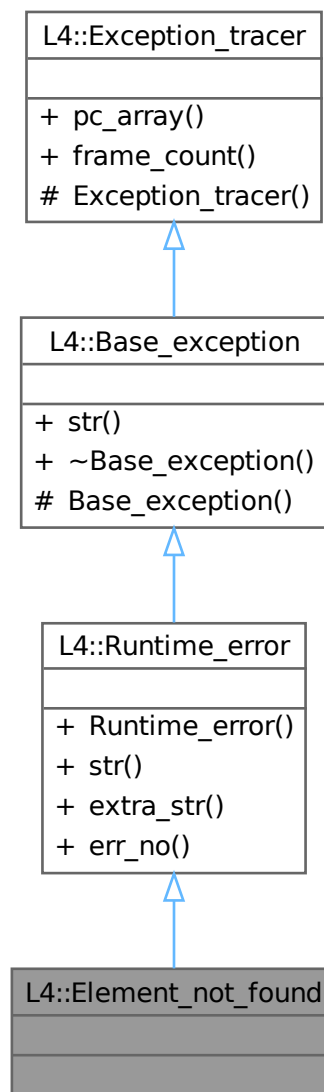 L4::Exception_tracer
+ pc_array()
+ frame_count()
# Exception_tracer()
L4::Base_exception
+ str()
+ ~Base_exception()
# Base_exception()
L4::Runtime_error
+ Runtime_error()
+ str()
+ extra_str()
+ err_no()
L4::Element_not_found